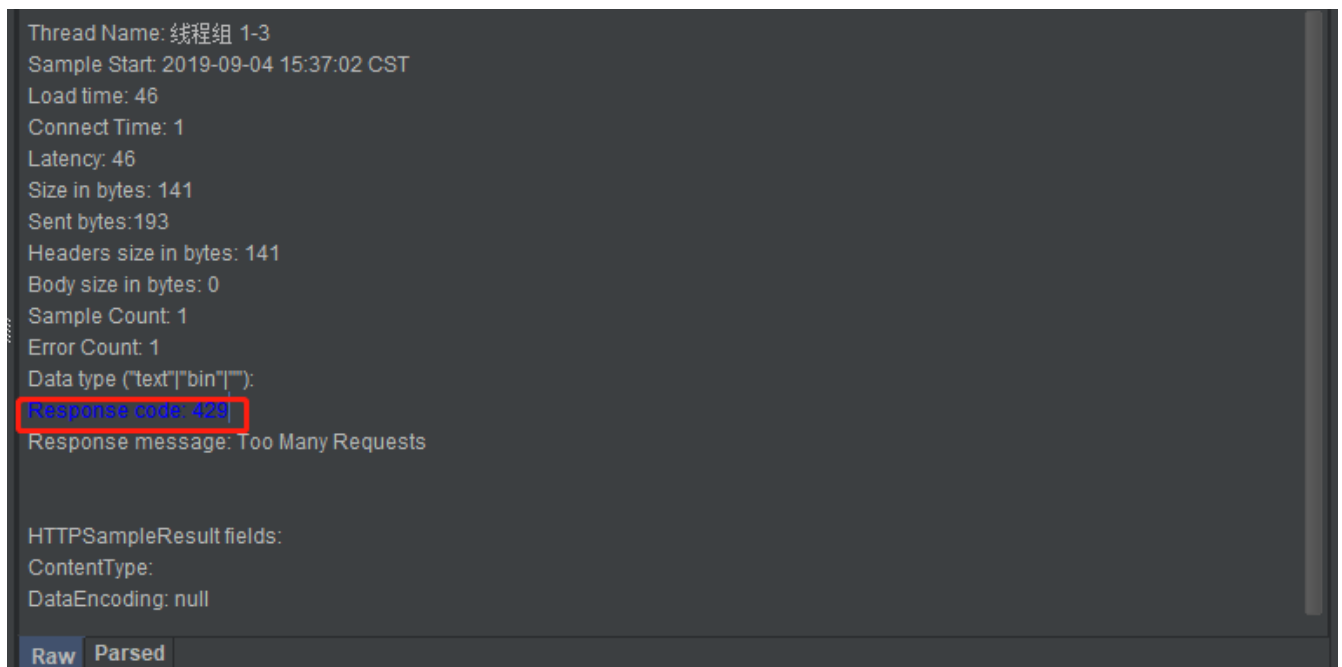 Thread Name: 线程组 1-3
Sample Start: 2019-09-04 15:37:02 CST
Load time: 46
Connect Time: 1
Latency: 46
Size in bytes: 141
Sent bytes:193
Headers size in bytes: 141
Body size in bytes: 0
Sample Count: 1
Error Count: 1
Data type ("text"|"bin"|""):
Response code: 429
Response message: Too Many Requests
HTTPSampleResult fields:
ContentType:
DataEncoding: null
Raw Parsed